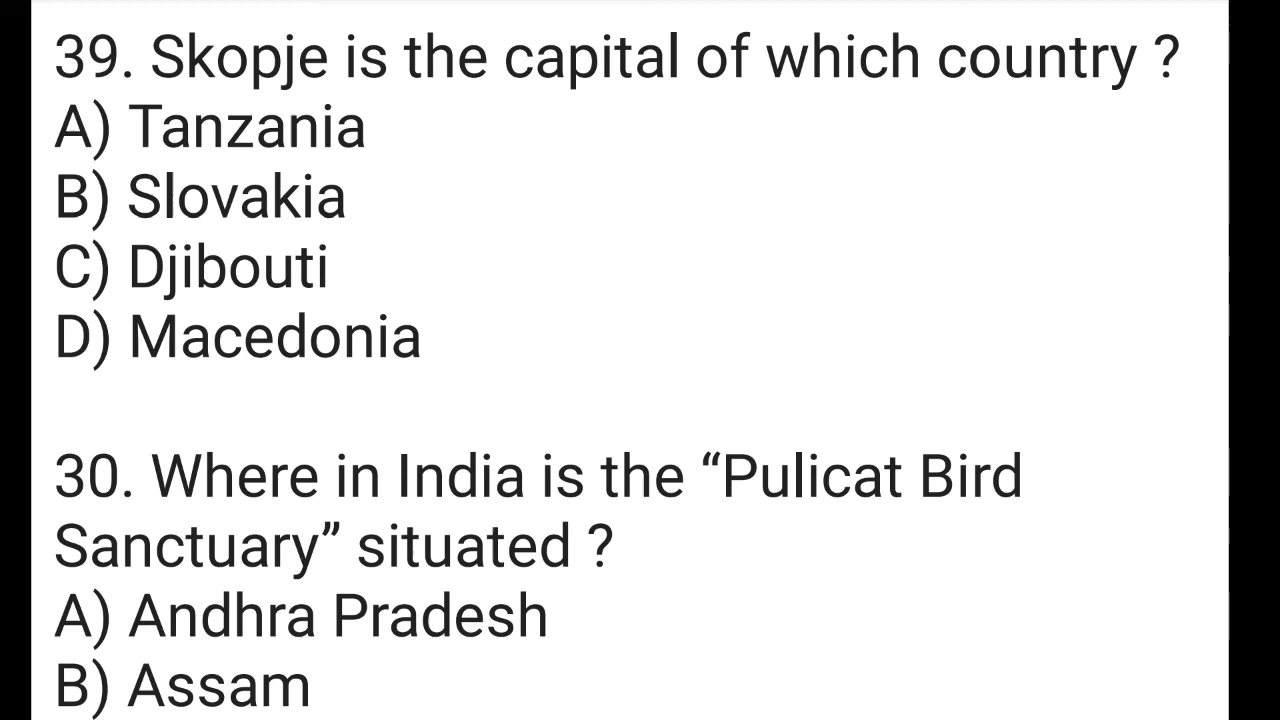 39. Skopje is the capital of which country ?
A) Tanzania
B) Slovakia
C) Djibouti
D) Macedonia
30. Where in India is the “Pulicat Bird
Sanctuary” situated ?
A) Andhra Pradesh
B) Assam